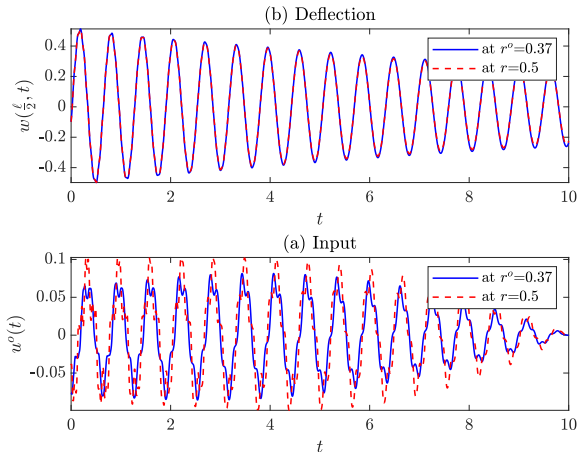 (b) Deflection
0.4
0.2
0
-0.2
-0.4
w(ℓ/2, t)
at r^o=0.37
at r=0.5
0 2 4 6 8 10
t
(a) Input
0.1
0.05
0
-0.05
u^o(t)
at r^o=0.37
at r=0.5
0 2 4 6 8 10
t